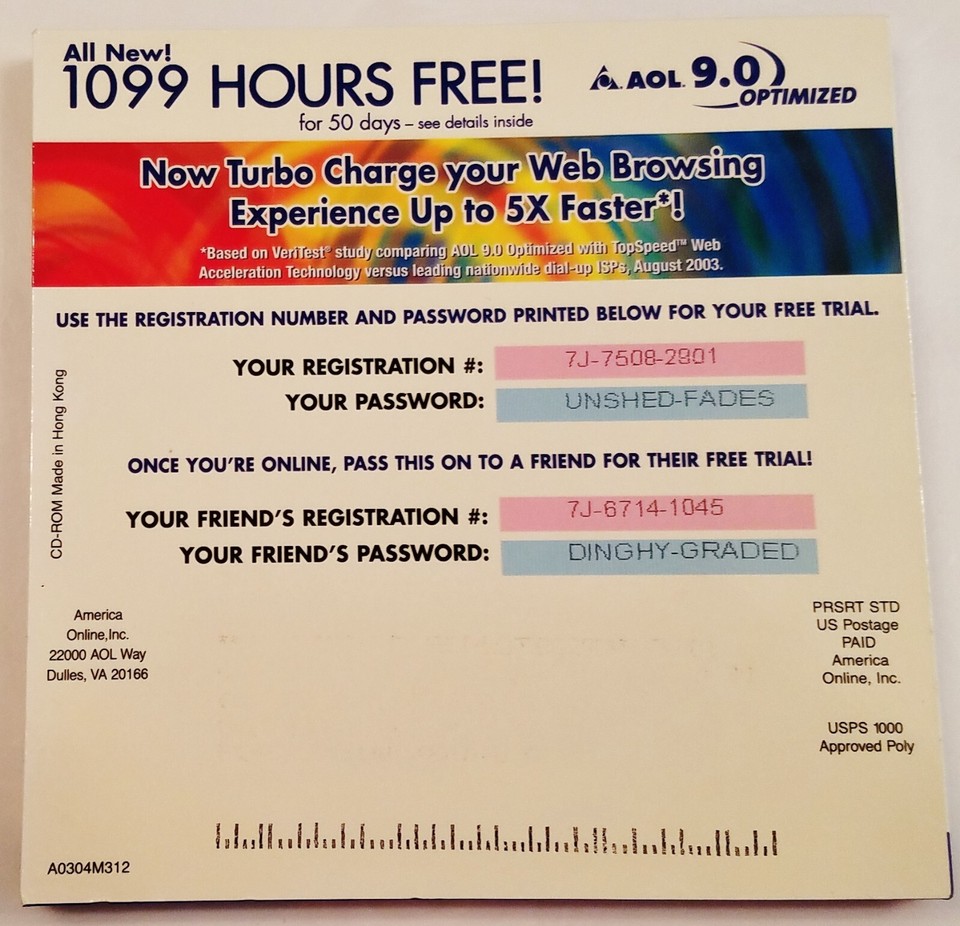 All New!
1099 HOURS FREE!
for 50 days – see details inside
AOL 9.0
OPTIMIZED
Now Turbo Charge your Web Browsing
Experience Up to 5X Faster*!
*Based on VeriTest® study comparing AOL 9.0 Optimized with TopSpeed™ Web
Acceleration Technology versus leading nationwide dial-up ISPs, August 2003.
USE THE REGISTRATION NUMBER AND PASSWORD PRINTED BELOW FOR YOUR FREE TRIAL.
YOUR REGISTRATION #: 7J-7508-2901
YOUR PASSWORD: UNSHED-FADES
ONCE YOU'RE ONLINE, PASS THIS ON TO A FRIEND FOR THEIR FREE TRIAL!
YOUR FRIEND'S REGISTRATION #: 7J-6714-1045
YOUR FRIEND'S PASSWORD: DINGHY-GRADED
CD-ROM Made in Hong Kong
America
Online,Inc.
22000 AOL Way
Dulles, VA 20166
PRSRT STD
US Postage
PAID
America
Online, Inc.
USPS 1000
Approved Poly
A0304M312